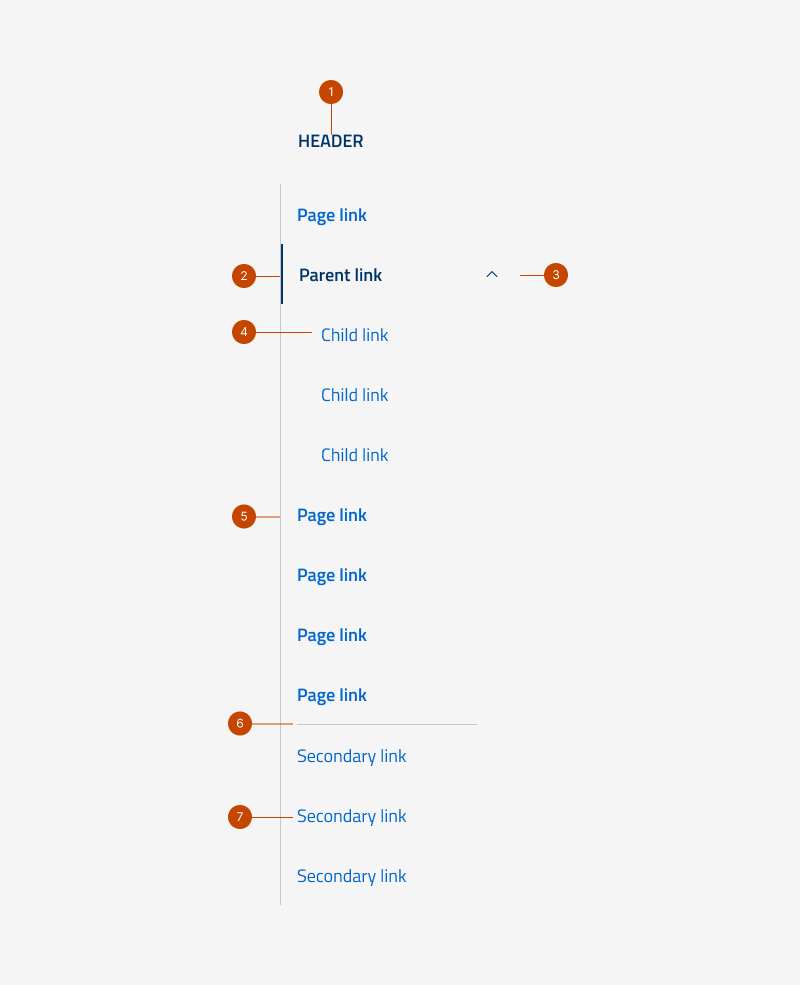 1
HEADER
Page link
2
Parent link
3
4
Child link
Child link
Child link
5
Page link
Page link
Page link
Page link
6
Secondary link
7
Secondary link
Secondary link